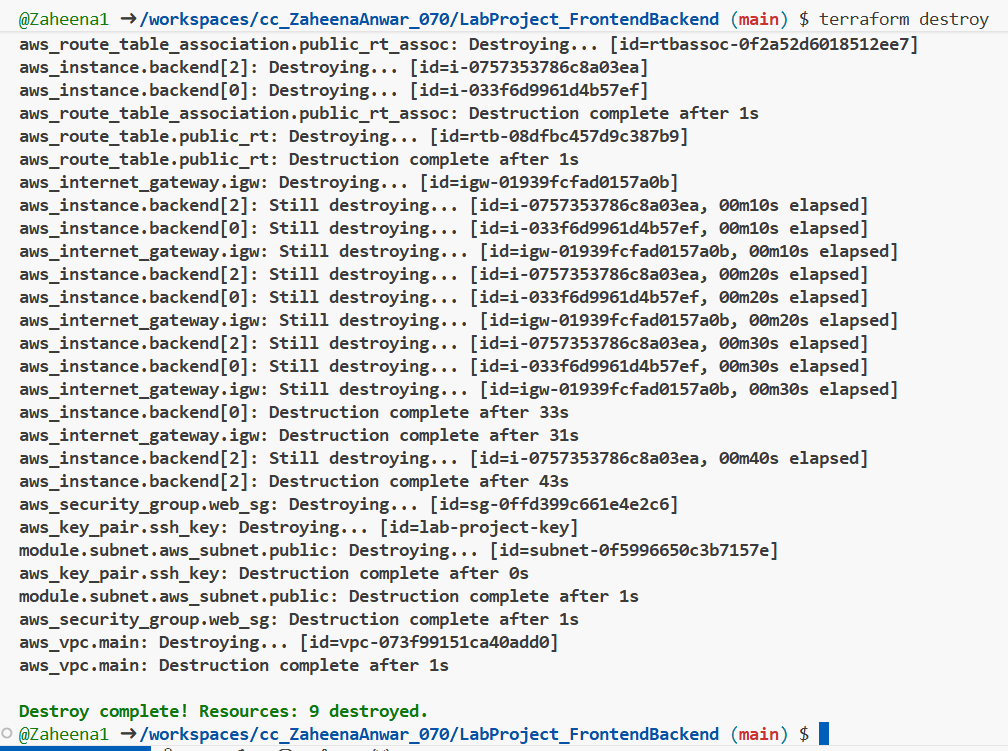 @Zaheena1 →/workspaces/cc_ZaheenaAnwar_070/LabProject_FrontendBackend (main) $ terraform destroy
aws_route_table_association.public_rt_assoc: Destroying... [id=rtbassoc-0f2a52d6018512ee7]
aws_instance.backend[2]: Destroying... [id=i-0757353786c8a03ea]
aws_instance.backend[0]: Destroying... [id=i-033f6d9961d4b57ef]
aws_route_table_association.public_rt_assoc: Destruction complete after 1s
aws_route_table.public_rt: Destroying... [id=rtb-08dfbc457d9c387b9]
aws_route_table.public_rt: Destruction complete after 1s
aws_internet_gateway.igw: Destroying... [id=igw-01939fcfad0157a0b]
aws_instance.backend[2]: Still destroying... [id=i-0757353786c8a03ea, 00m10s elapsed]
aws_instance.backend[0]: Still destroying... [id=i-033f6d9961d4b57ef, 00m10s elapsed]
aws_internet_gateway.igw: Still destroying... [id=igw-01939fcfad0157a0b, 00m10s elapsed]
aws_instance.backend[2]: Still destroying... [id=i-0757353786c8a03ea, 00m20s elapsed]
aws_instance.backend[0]: Still destroying... [id=i-033f6d9961d4b57ef, 00m20s elapsed]
aws_internet_gateway.igw: Still destroying... [id=igw-01939fcfad0157a0b, 00m20s elapsed]
aws_instance.backend[2]: Still destroying... [id=i-0757353786c8a03ea, 00m30s elapsed]
aws_instance.backend[0]: Still destroying... [id=i-033f6d9961d4b57ef, 00m30s elapsed]
aws_internet_gateway.igw: Still destroying... [id=igw-01939fcfad0157a0b, 00m30s elapsed]
aws_instance.backend[0]: Destruction complete after 33s
aws_internet_gateway.igw: Destruction complete after 31s
aws_instance.backend[2]: Still destroying... [id=i-0757353786c8a03ea, 00m40s elapsed]
aws_instance.backend[2]: Destruction complete after 43s
aws_security_group.web_sg: Destroying... [id=sg-0ffd399c661e4e2c6]
aws_key_pair.ssh_key: Destroying... [id=lab-project-key]
module.subnet.aws_subnet.public: Destroying... [id=subnet-0f5996650c3b7157e]
aws_key_pair.ssh_key: Destruction complete after 0s
module.subnet.aws_subnet.public: Destruction complete after 1s
aws_security_group.web_sg: Destruction complete after 1s
aws_vpc.main: Destroying... [id=vpc-073f99151ca40add0]
aws_vpc.main: Destruction complete after 1s
Destroy complete! Resources: 9 destroyed.
@Zaheena1 →/workspaces/cc_ZaheenaAnwar_070/LabProject_FrontendBackend (main) $